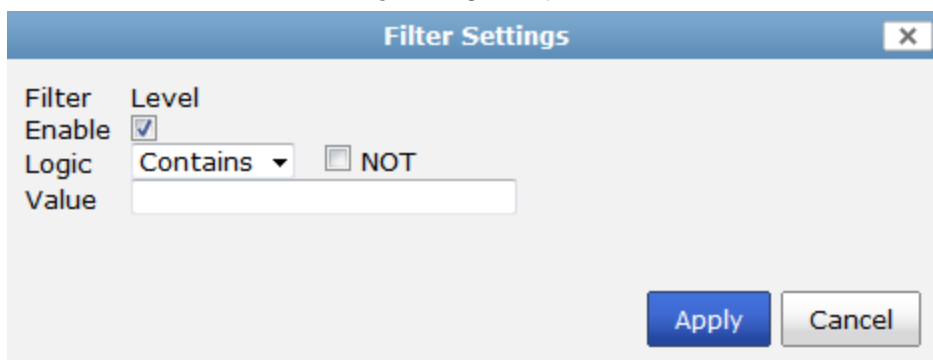 Filter Settings
Filter Level
Enable
Logic Contains NOT
Value
Apply Cancel